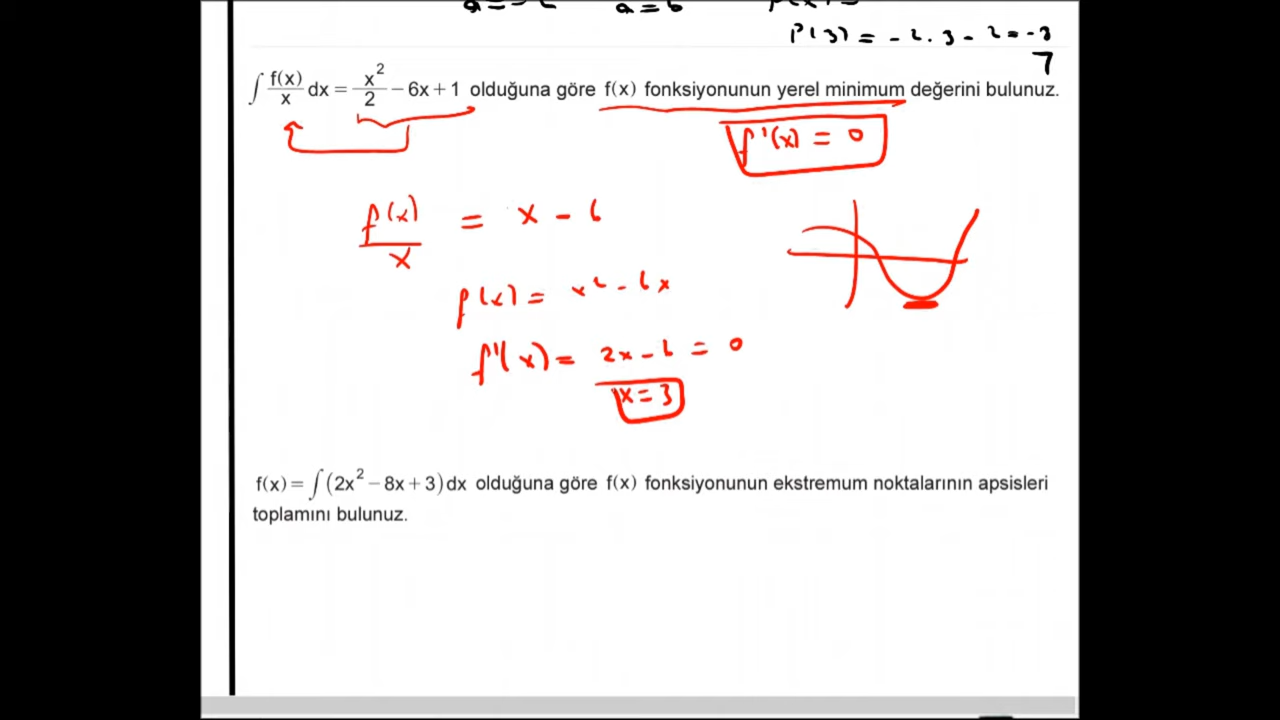 P(3) = -2.3 - 2 = -8
7
∫ f(x)/x dx = x²/2 - 6x + 1 olduğuna göre f(x) fonksiyonunun yerel minimum değerini bulunuz.
f'(x) = 0
f(x)/x = x - 6
f(x) = x² - 6x
f'(x) = 2x - 6 = 0
x = 3
f(x) = ∫(2x² - 8x + 3)dx olduğuna göre f(x) fonksiyonunun ekstremum noktalarının apsisleri
toplamını bulunuz.